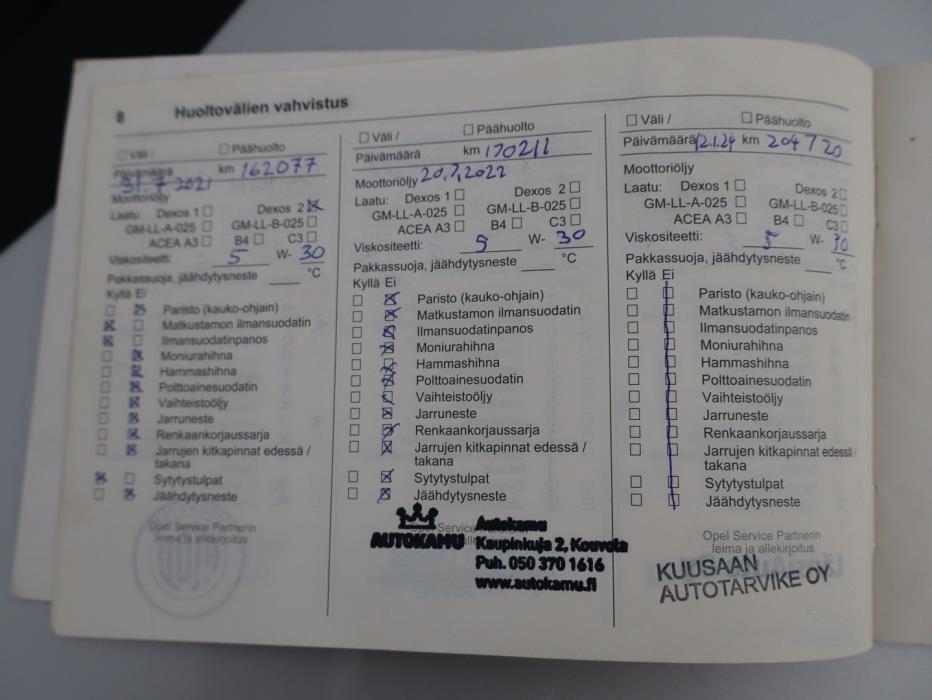 8 Huoltovälien vahvistus
☐ Väli / ☐ Päähuolto
Päivämäärä km 162077
31.7 2021
Moottoriöljy
Laatu: Dexos 1 ☐ Dexos 2 ☒
GM-LL-A-025 ☐ GM-LL-B-025 ☐
ACEA A3 ☐ B4 ☐ C3 ☐
Viskositeetti: 5 W- 30
Pakkassuoja, jäähdytysneste ____ °C
Kyllä Ei
☐ ☒ Paristo (kauko-ohjain)
☒ ☐ Matkustamon ilmansuodatin
☒ ☐ Ilmansuodatinpanos
☐ ☒ Moniurahihna
☐ ☒ Hammashihna
☐ ☒ Polttoainesuodatin
☐ ☒ Vaihteistoöljy
☐ ☒ Jarruneste
☐ ☒ Renkaankorjaussarja
☐ ☒ Jarrujen kitkapinnat edessä /
takana
☒ ☐ Sytytystulpat
☐ ☒ Jäähdytysneste
Opel Service Partnerin
leima ja allekirjoitus
☐ Väli / ☐ Päähuolto
Päivämäärä km 170211
Moottoriöljy 20.7.2022
Laatu: Dexos 1 ☐ Dexos 2 ☐
GM-LL-A-025 ☐ GM-LL-B-025 ☐
ACEA A3 ☐ B4 ☐ C3 ☐
Viskositeetti: 5 W- 30
Pakkassuoja, jäähdytysneste ____ °C
Kyllä Ei
☐ ☒ Paristo (kauko-ohjain)
☐ ☒ Matkustamon ilmansuodatin
☐ ☒ Ilmansuodatinpanos
☐ ☒ Moniurahihna
☐ ☒ Hammashihna
☐ ☒ Polttoainesuodatin
☐ ☒ Vaihteistoöljy
☐ ☒ Jarruneste
☐ ☒ Renkaankorjaussarja
☐ ☒ Jarrujen kitkapinnat edessä /
takana
☐ ☒ Sytytystulpat
☐ ☒ Jäähdytysneste
Opel Service
AUTOKAMU
Autokamu
Kaupinkuja 2, Kouvola
Puh. 050 370 1616
www.autokamu.fi
☐ Väli / ☐ Päähuolto
Päivämäärä 12.1.24 km 204720
Moottoriöljy
Laatu: Dexos 1 ☐ Dexos 2 ☐
GM-LL-A-025 ☐ GM-LL-B-025 ☐
ACEA A3 ☐ B4 ☐ C3 ☐
Viskositeetti: 5 W- 30
Pakkassuoja, jäähdytysneste ____ °C
Kyllä Ei
☐ ☐ Paristo (kauko-ohjain)
☐ ☐ Matkustamon ilmansuodatin
☐ ☐ Ilmansuodatinpanos
☐ ☐ Moniurahihna
☐ ☐ Hammashihna
☐ ☐ Polttoainesuodatin
☐ ☐ Vaihteistoöljy
☐ ☐ Jarruneste
☐ ☐ Renkaankorjaussarja
☐ ☐ Jarrujen kitkapinnat edessä /
takana
☐ ☐ Sytytystulpat
☐ ☐ Jäähdytysneste
Opel Service Partnerin
leima ja allekirjoitus
KUUSAAN
AUTOTARVIKE OY